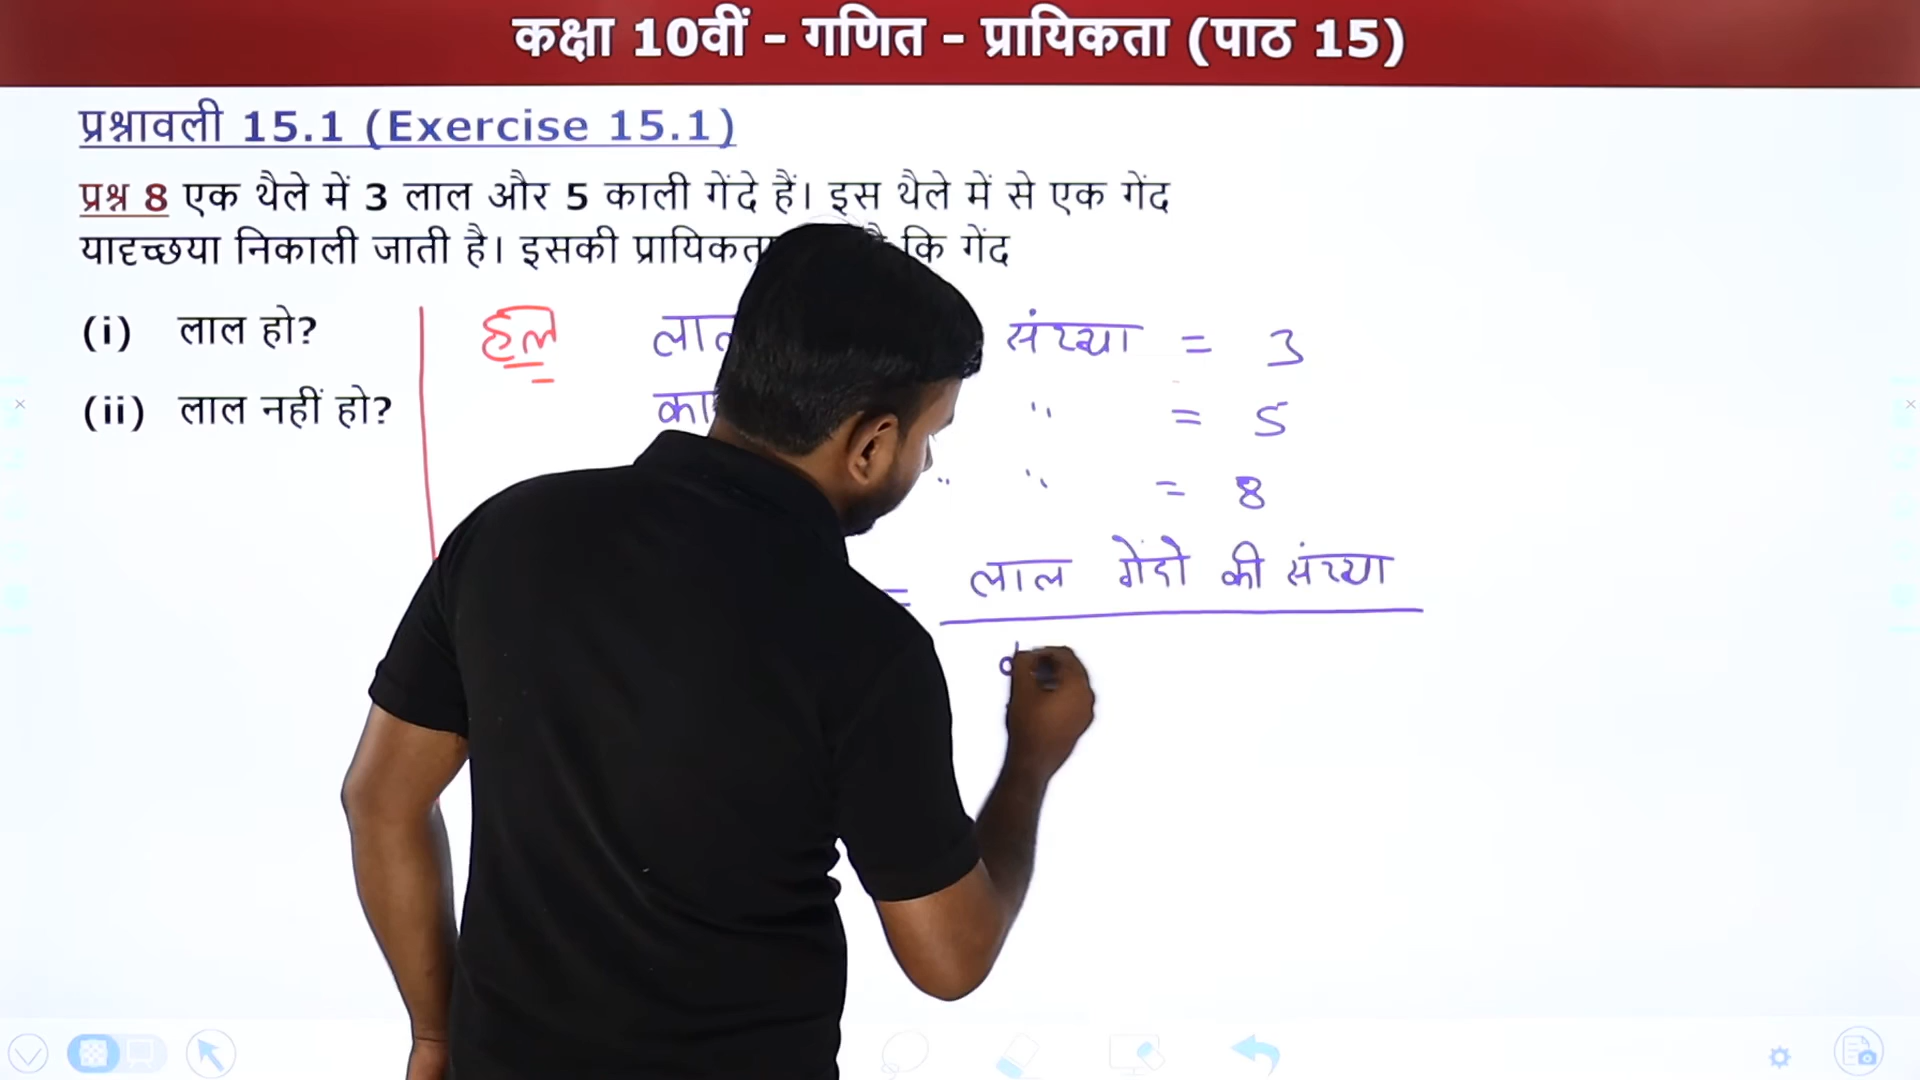 कक्षा 10वीं - गणित - प्रायिकता (पाठ 15)
प्रश्नावली 15.1 (Exercise 15.1)
प्रश्न 8 एक थैले में 3 लाल और 5 काली गेंदे हैं। इस थैले में से एक गेंद
यादृच्छया निकाली जाती है। इसकी कि गेंद
(i) लाल हो?
(ii) लाल नहीं हो?
हल संख्या = 3
" = 5
" " = 8
= लाल गेंदो की संख्या